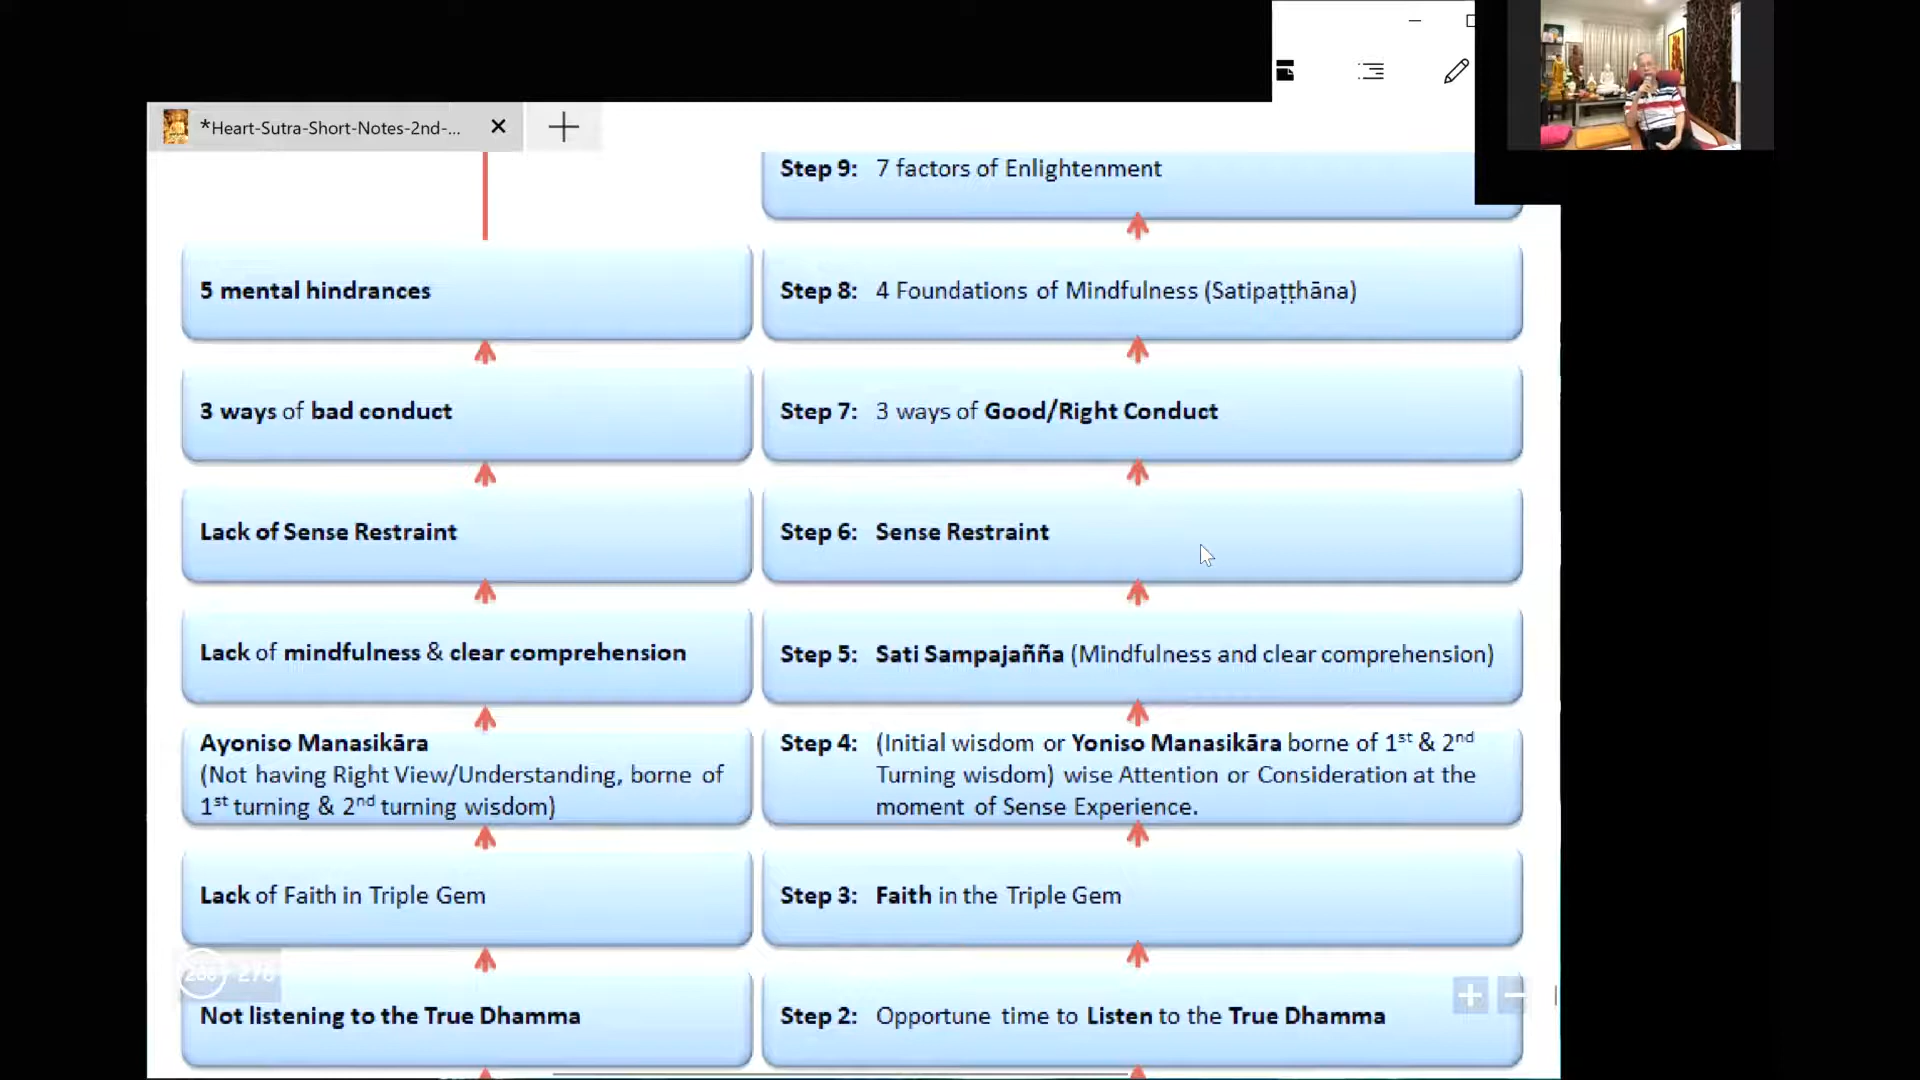 *Heart-Sutra-Short-Notes-2nd-...
Step 9: 7 factors of Enlightenment
5 mental hindrances
Step 8: 4 Foundations of Mindfulness (Satipaṭṭhāna)
3 ways of bad conduct
Step 7: 3 ways of Good/Right Conduct
Lack of Sense Restraint
Step 6: Sense Restraint
Lack of mindfulness & clear comprehension
Step 5: Sati Sampajañña (Mindfulness and clear comprehension)
Ayoniso Manasikāra
(Not having Right View/Understanding, borne of
1st turning & 2nd turning wisdom)
Step 4: (Initial wisdom or Yoniso Manasikāra borne of 1st & 2nd
Turning wisdom) wise Attention or Consideration at the
moment of Sense Experience.
Lack of Faith in Triple Gem
Step 3: Faith in the Triple Gem
Not listening to the True Dhamma
Step 2: Opportune time to Listen to the True Dhamma